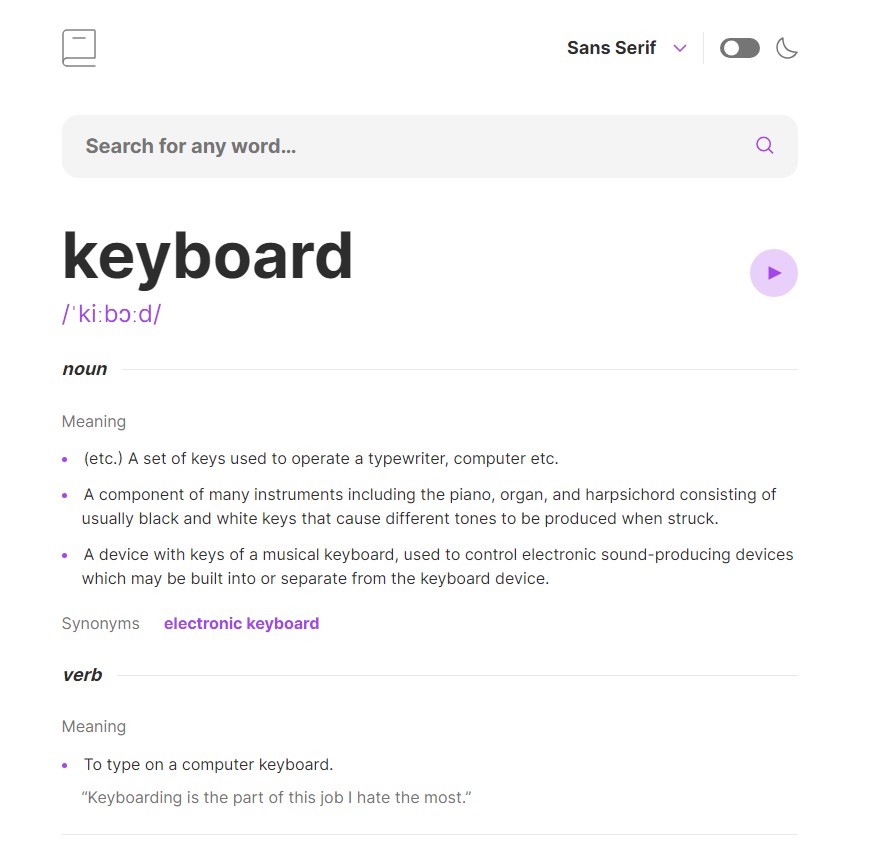 Sans Serif
Search for any word…
keyboard
/ˈkiːbɔːd/
noun
Meaning
(etc.) A set of keys used to operate a typewriter, computer etc.
A component of many instruments including the piano, organ, and harpsichord consisting of
usually black and white keys that cause different tones to be produced when struck.
A device with keys of a musical keyboard, used to control electronic sound-producing devices
which may be built into or separate from the keyboard device.
Synonyms electronic keyboard
verb
Meaning
To type on a computer keyboard.
“Keyboarding is the part of this job I hate the most.”